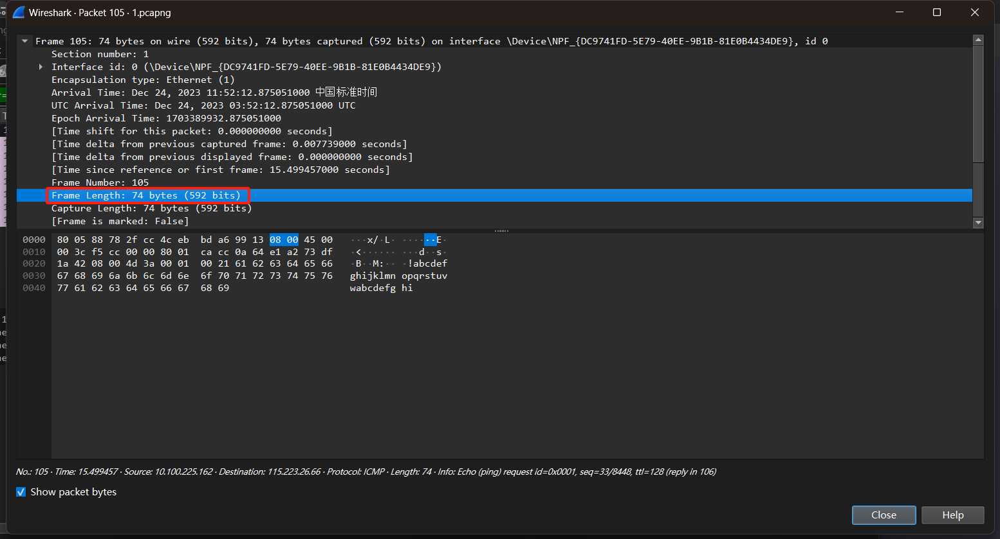 Wireshark · Packet 105 · 1.pcapng
Frame 105: 74 bytes on wire (592 bits), 74 bytes captured (592 bits) on interface \Device\NPF_{DC9741FD-5E79-40EE-9B1B-81E0B4434DE9}, id 0
Section number: 1
Interface id: 0 (\Device\NPF_{DC9741FD-5E79-40EE-9B1B-81E0B4434DE9})
Encapsulation type: Ethernet (1)
Arrival Time: Dec 24, 2023 11:52:12.875051000 中国标准时间
UTC Arrival Time: Dec 24, 2023 03:52:12.875051000 UTC
Epoch Arrival Time: 1703389932.875051000
[Time shift for this packet: 0.000000000 seconds]
[Time delta from previous captured frame: 0.007739000 seconds]
[Time delta from previous displayed frame: 0.000000000 seconds]
[Time since reference or first frame: 15.499457000 seconds]
Frame Number: 105
Frame Length: 74 bytes (592 bits)
Capture Length: 74 bytes (592 bits)
[Frame is marked: False]
0000 80 05 88 78 2f cc 4c eb bd a6 99 13 08 00 45 00 ···x/·L· ······E·
0010 00 3c f5 cc 00 00 80 01 ca cc 0a 64 e1 a2 73 df ·<······ ···d··s·
0020 1a 42 08 00 4d 3a 00 01 00 21 61 62 63 64 65 66 ·B··M:·· ·!abcdef
0030 67 68 69 6a 6b 6c 6d 6e 6f 70 71 72 73 74 75 76 ghijklmn opqrstuv
0040 77 61 62 63 64 65 66 67 68 69 wabcdefg hi
No.: 105 · Time: 15.499457 · Source: 10.100.225.162 · Destination: 115.223.26.66 · Protocol: ICMP · Length: 74 · Info: Echo (ping) request id=0x0001, seq=33/8448, ttl=128 (reply in 106)
Show packet bytes
Close Help